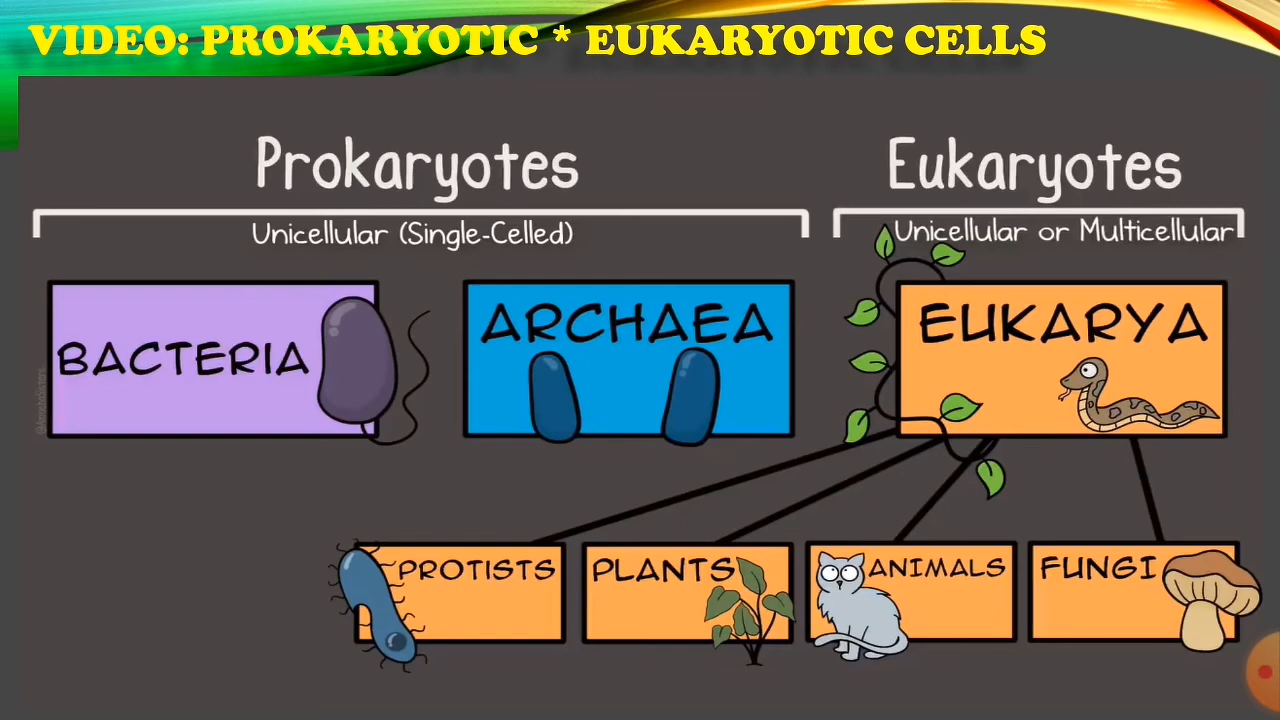 VIDEO: PROKARYOTIC * EUKARYOTIC CELLS
Prokaryotes
Unicellular (Single-Celled)
Eukaryotes
Unicellular or Multicellular
BACTERIA
ARCHAEA
EUKARYA
PROTISTS
PLANTS
ANIMALS
FUNGI